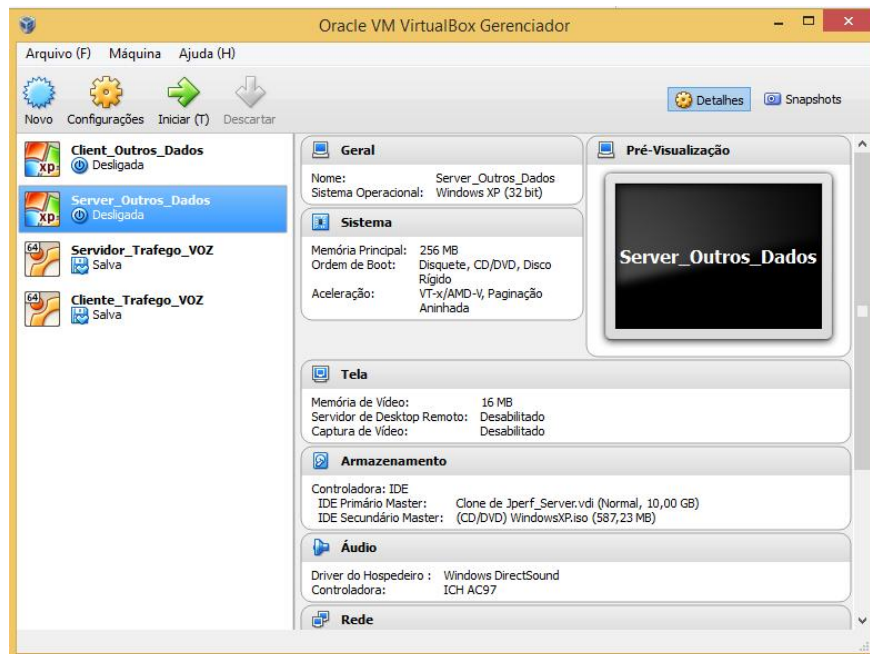 Oracle VM VirtualBox Gerenciador
Arquivo (F) Máquina Ajuda (H)
Novo Configurações Iniciar (T) Descartar
Detalhes Snapshots
Client_Outros_Dados
Desligada
Server_Outros_Dados
Desligada
64
Servidor_Trafego_VOZ
Salva
64
Cliente_Trafego_VOZ
Salva
Geral
Nome: Server_Outros_Dados
Sistema Operacional: Windows XP (32 bit)
Sistema
Memória Principal: 256 MB
Ordem de Boot: Disquete, CD/DVD, Disco
Rígido
Aceleração: VT-x/AMD-V, Paginação
Aninhada
Pré-Visualização
Server_Outros_Dados
Tela
Memória de Vídeo: 16 MB
Servidor de Desktop Remoto: Desabilitado
Captura de Vídeo: Desabilitado
Armazenamento
Controladora: IDE
IDE Primário Master: Clone de Jperf_Server.vdi (Normal, 10,00 GB)
IDE Secundário Master: (CD/DVD) WindowsXP.iso (587,23 MB)
Áudio
Driver do Hospedeiro : Windows DirectSound
Controladora: ICH AC97
Rede